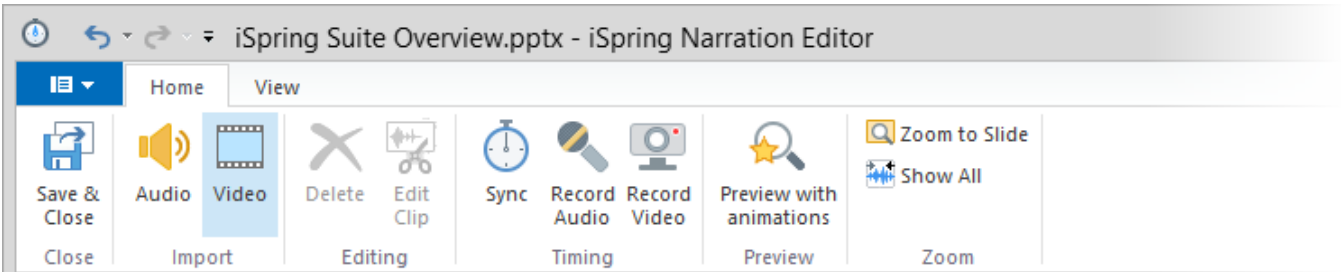 iSpring Suite Overview.pptx - iSpring Narration Editor
Home View
Save & Close
Audio
Video
Delete
Edit Clip
Sync
Record Audio
Record Video
Preview with animations
Zoom to Slide
Show All
Close Import Editing Timing Preview Zoom